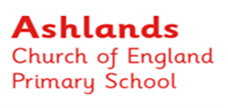 Ashlands
Church of England
Primary School